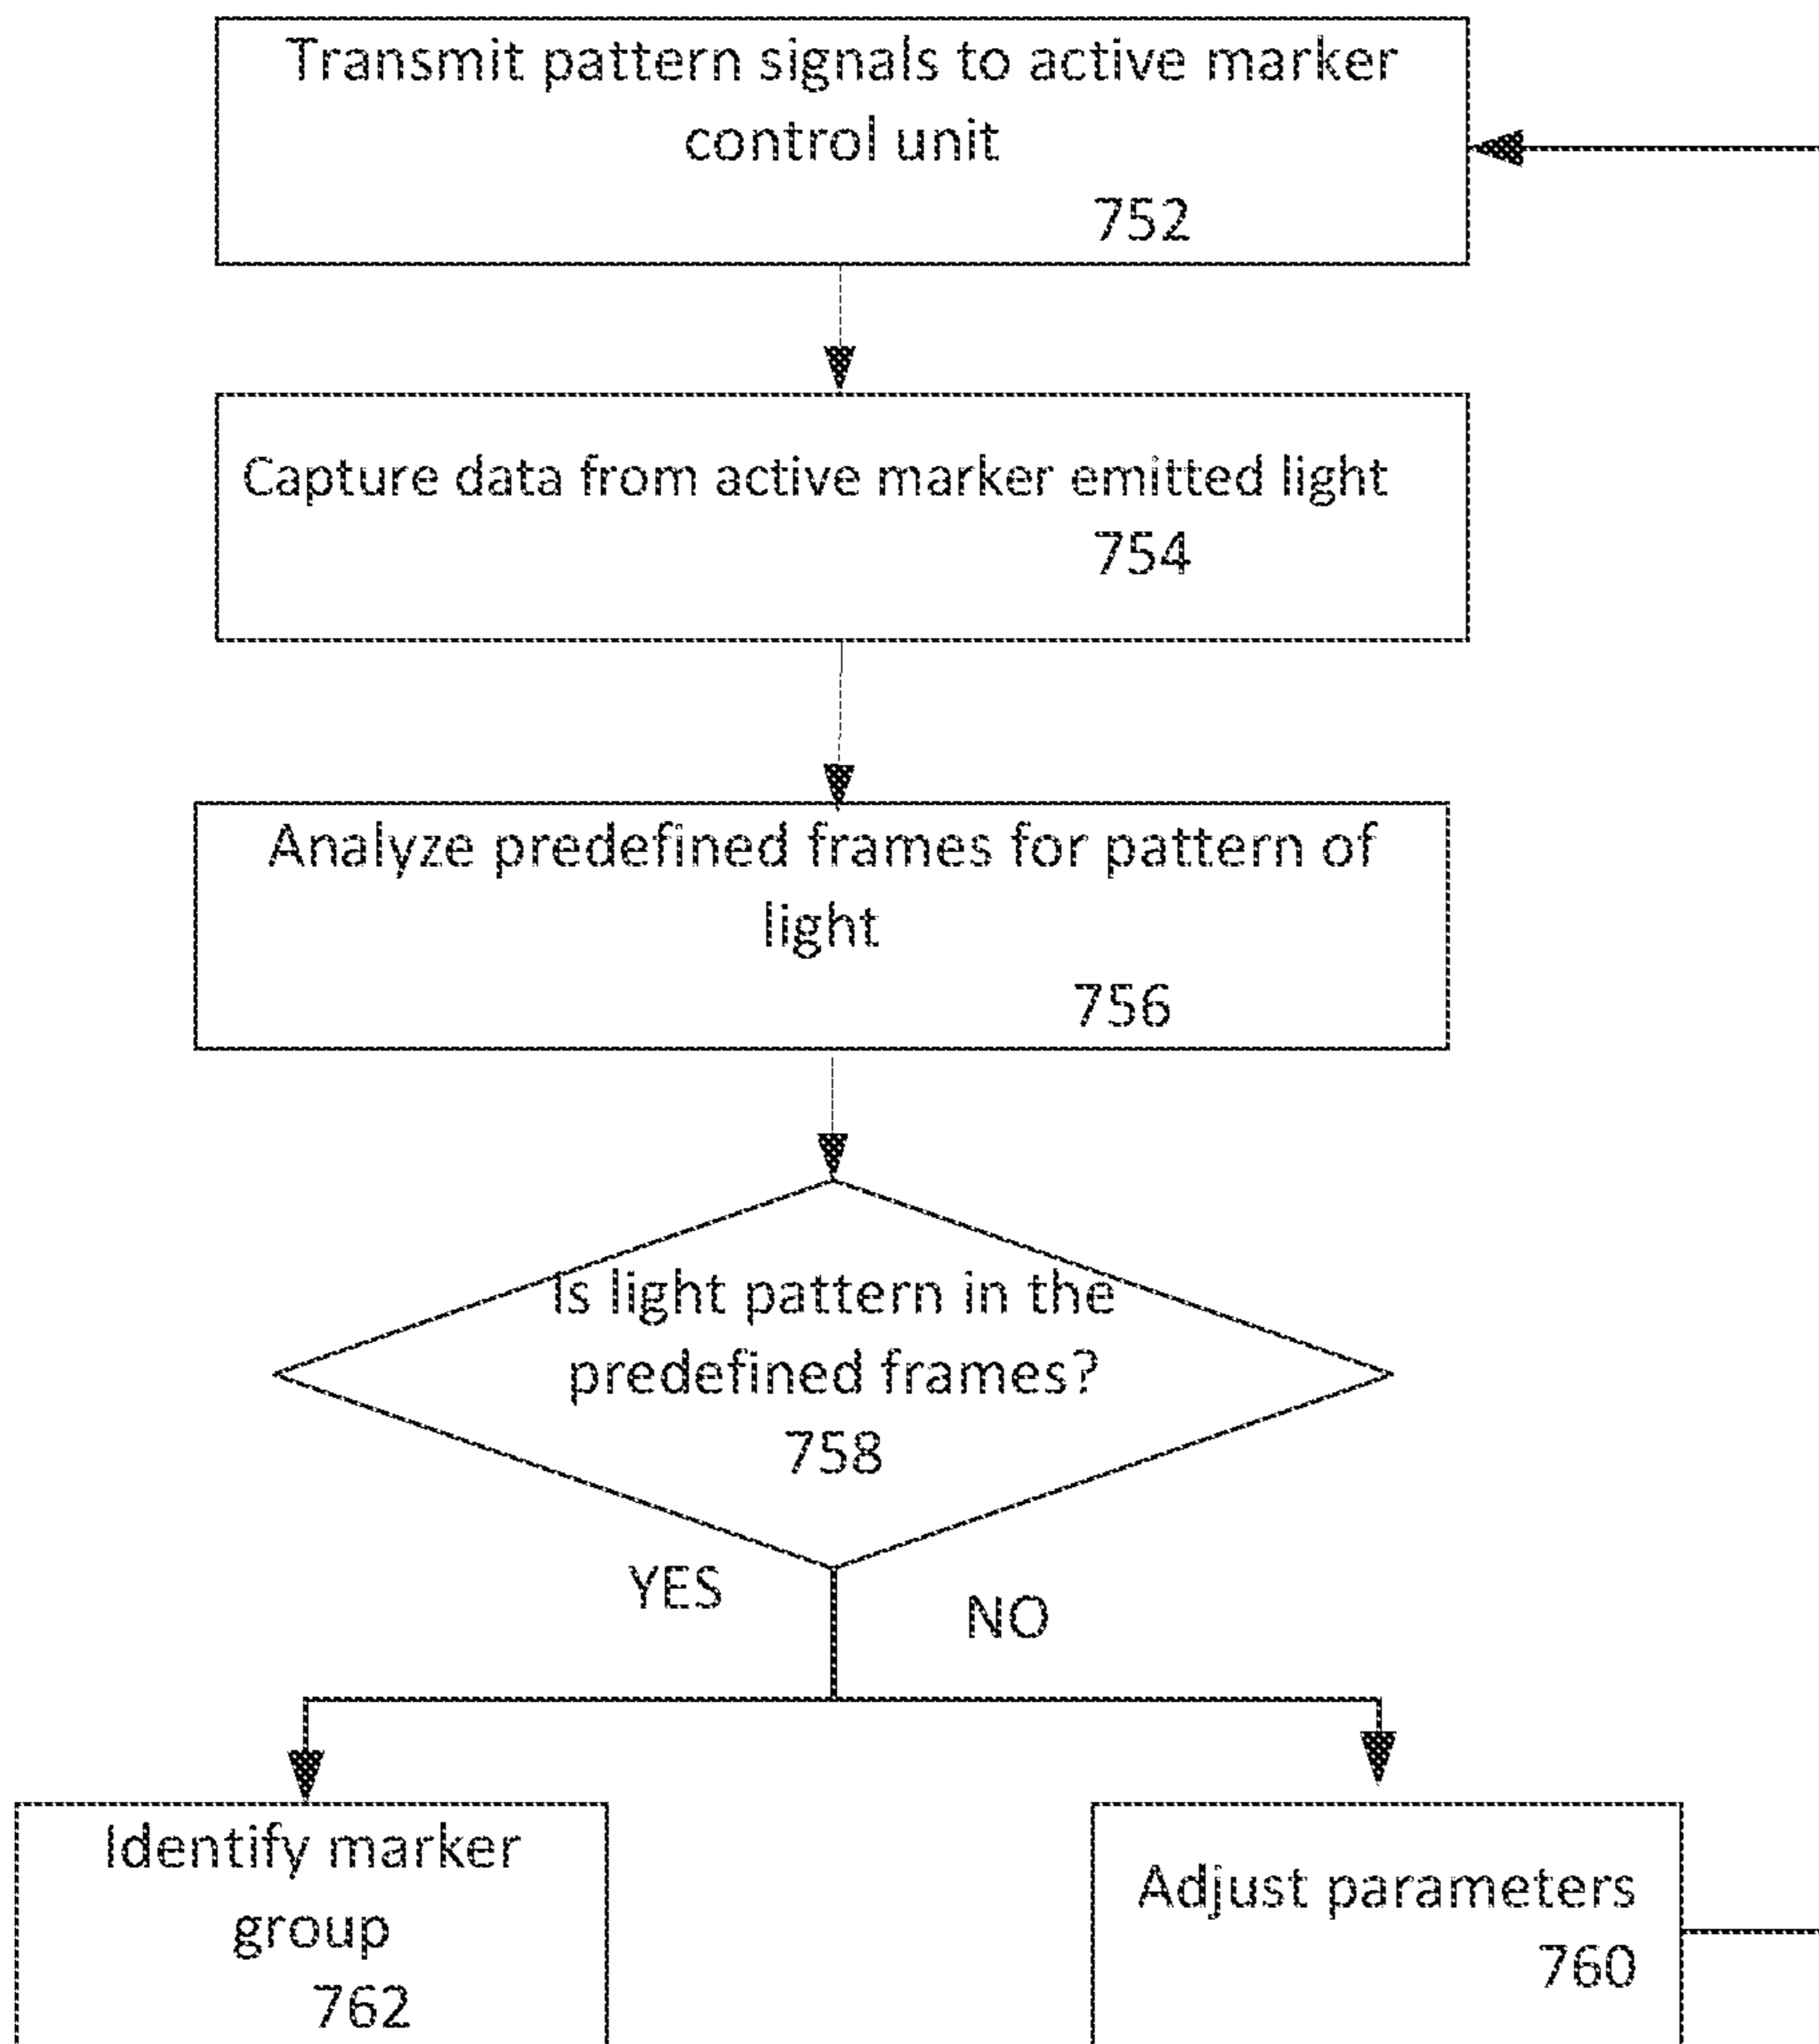 Transmit pattern signals to active marker
control unit
752
Capture data from active marker emitted light
754
Analyze predefined frames for pattern of
light
756
Is light pattern in the
predefined frames?
758
YES
NO
Identify marker
group
762
Adjust parameters
760